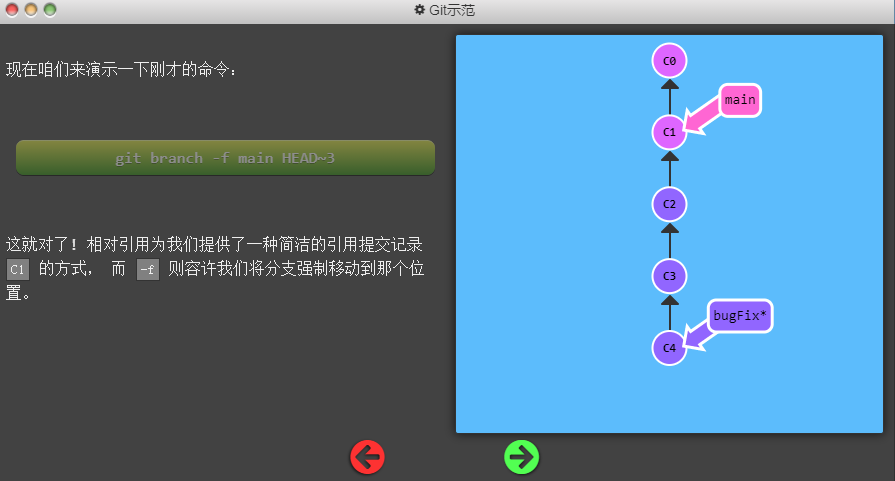 Git示范
现在咱们来演示一下刚才的命令：
git branch -f main HEAD~3
这就对了！相对引用为我们提供了一种简洁的引用提交记录
C1 的方式， 而 -f 则容许我们将分支强制移动到那个位
置。
C0
main
C1
C2
C3
bugFix*
C4